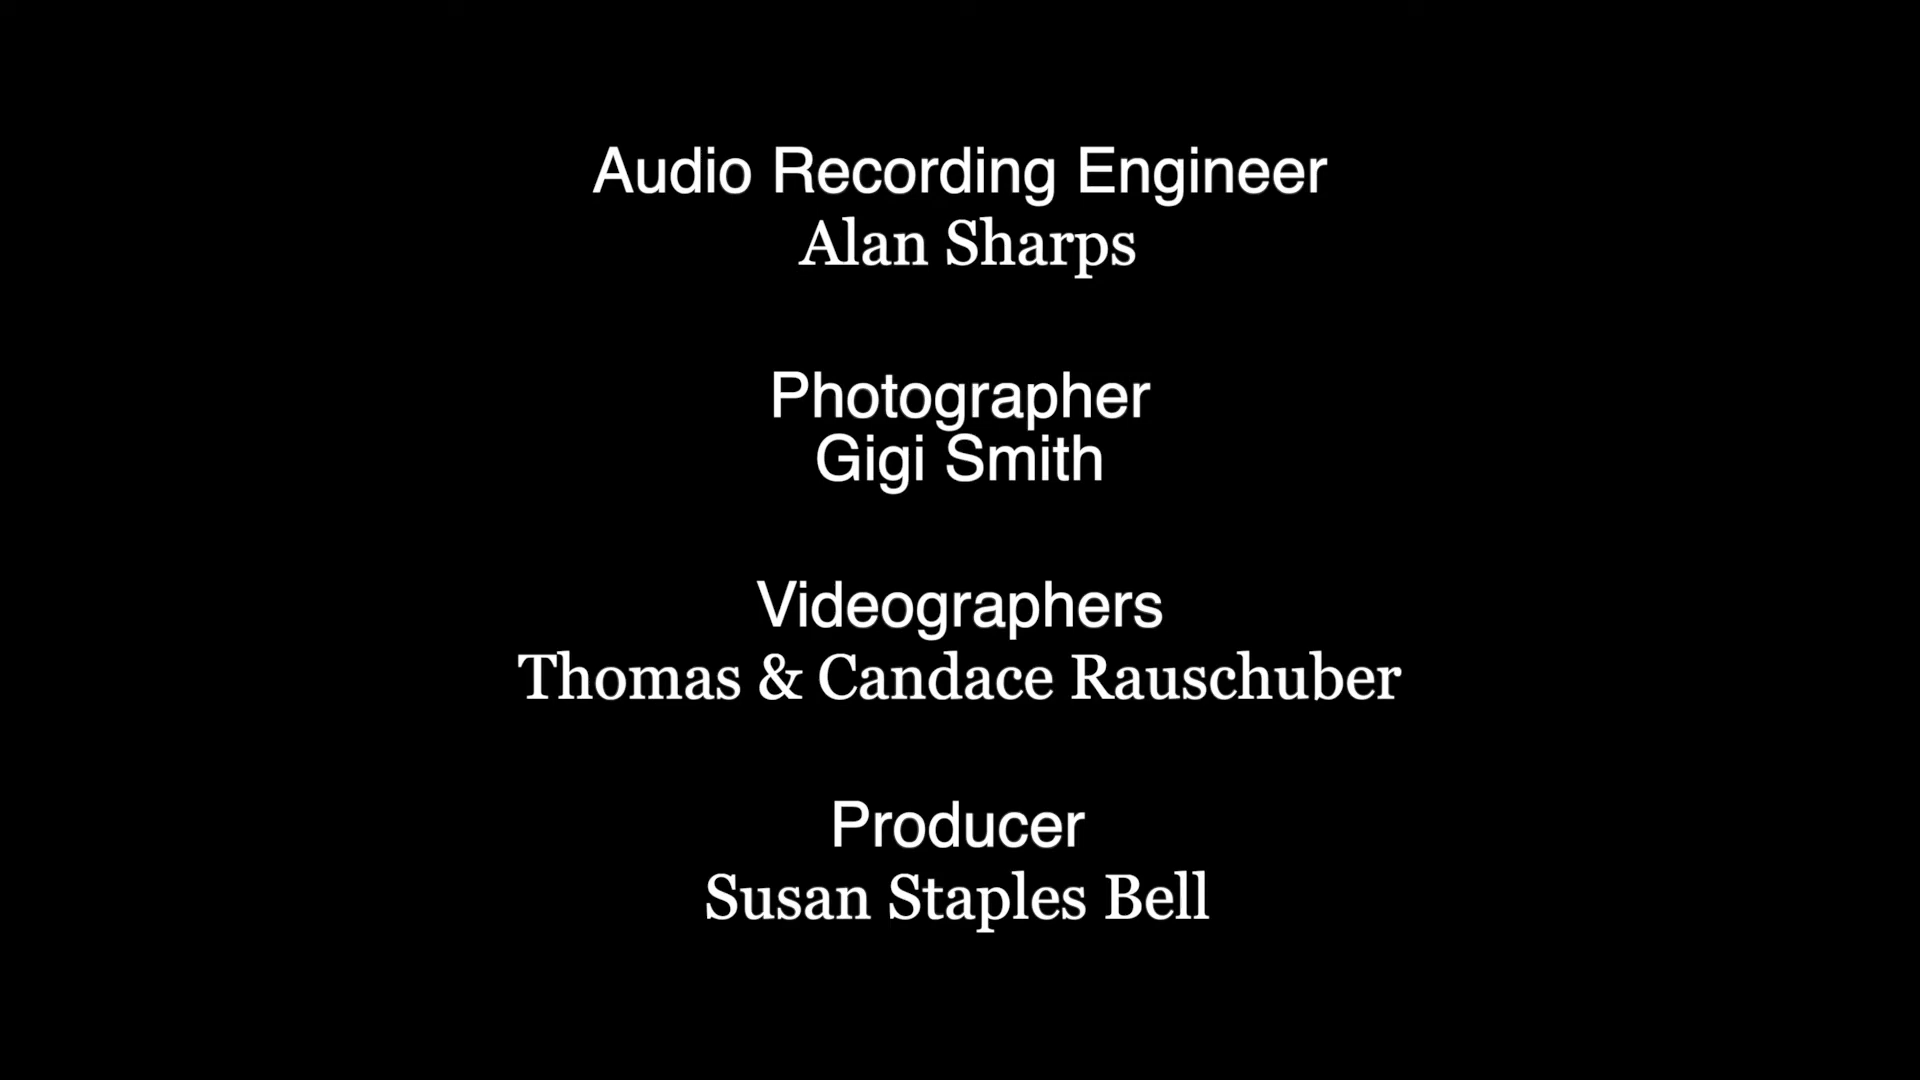 Audio Recording Engineer
Alan Sharps
Photographer
Gigi Smith
Videographers
Thomas & Candace Rauschuber
Producer
Susan Staples Bell